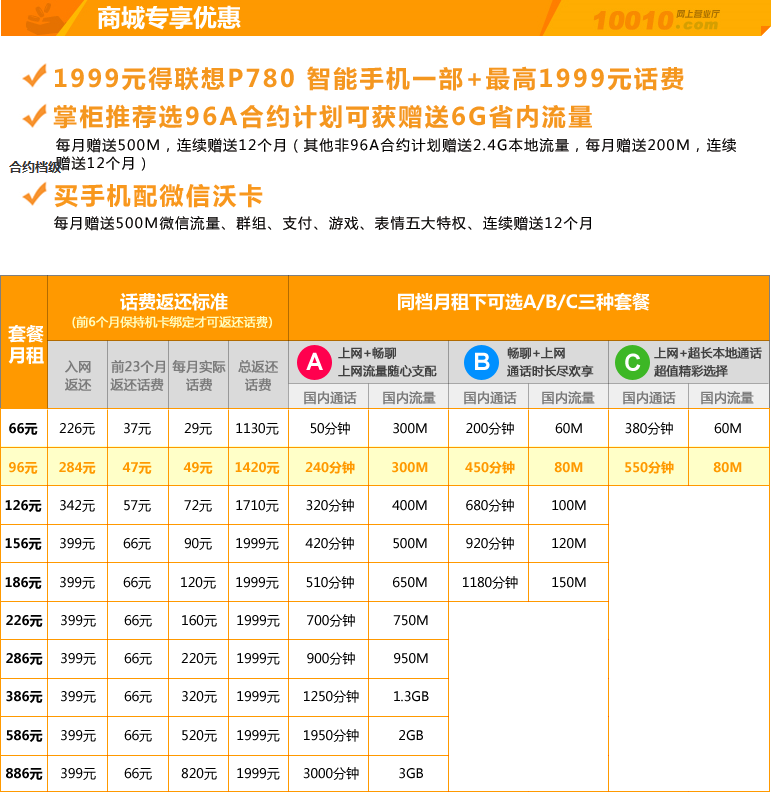 商城专享优惠
10010.com 网上营业厅
1999元得联想P780 智能手机一部+最高1999元话费
掌柜推荐选96A合约计划可获赠送6G省内流量
每月赠送500M，连续赠送12个月（其他非96A合约计划赠送2.4G本地流量，每月赠送200M，连续
赠送12个月）
合约档级
买手机配微信沃卡
每月赠送500M微信流量、群组、支付、游戏、表情五大特权、连续赠送12个月
套餐
月租
话费返还标准
(前6个月保持机卡绑定才可返还话费)
同档月租下可选A/B/C三种套餐
入网
返还
前23个月
返还话费
每月实际
话费
总返还
话费
A 上网+畅聊
上网流量随心支配
B 畅聊+上网
通话时长尽欢享
C 上网+超长本地通话
超值精彩选择
国内通话 国内流量 国内通话 国内流量 国内通话 国内流量
66元 226元 37元 29元 1130元 50分钟 300M 200分钟 60M 380分钟 60M
96元 284元 47元 49元 1420元 240分钟 300M 450分钟 80M 550分钟 80M
126元 342元 57元 72元 1710元 320分钟 400M 680分钟 100M
156元 399元 66元 90元 1999元 420分钟 500M 920分钟 120M
186元 399元 66元 120元 1999元 510分钟 650M 1180分钟 150M
226元 399元 66元 160元 1999元 700分钟 750M
286元 399元 66元 220元 1999元 900分钟 950M
386元 399元 66元 320元 1999元 1250分钟 1.3GB
586元 399元 66元 520元 1999元 1950分钟 2GB
886元 399元 66元 820元 1999元 3000分钟 3GB